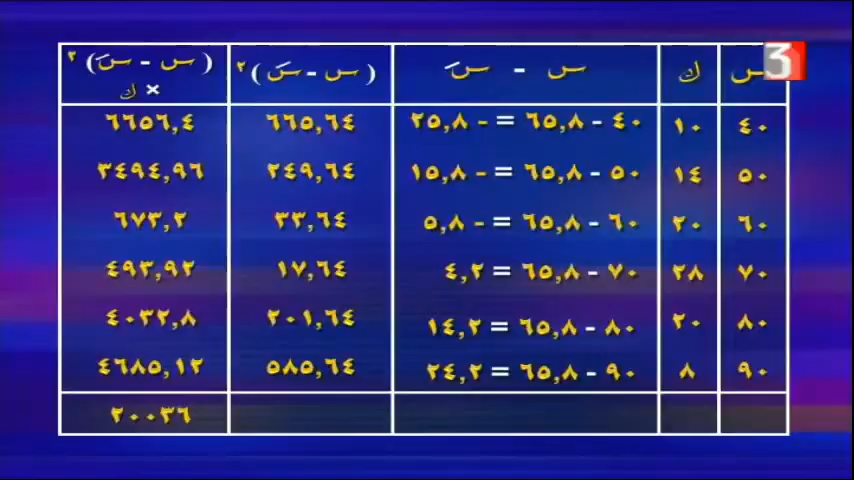 3
س ك س - سَ (س - سَ)٢ (س - سَ)٢ × ك
٤٠ ١٠ ٤٠ - ٦٥,٨ = - ٢٥,٨ ٦٦٥,٦٤ ٦٦٥٦,٤
٥٠ ١٤ ٥٠ - ٦٥,٨ = - ١٥,٨ ٢٤٩,٦٤ ٣٤٩٤,٩٦
٦٠ ٢٠ ٦٠ - ٦٥,٨ = - ٥,٨ ٣٣,٦٤ ٦٧٣,٢
٧٠ ٢٨ ٧٠ - ٦٥,٨ = ٤,٢ ١٧,٦٤ ٤٩٣,٩٢
٨٠ ٢٠ ٨٠ - ٦٥,٨ = ١٤,٢ ٢٠١,٦٤ ٤٠٣٢,٨
٩٠ ٨ ٩٠ - ٦٥,٨ = ٢٤,٢ ٥٨٥,٦٤ ٤٦٨٥,١٢
٢٠٠٣٦